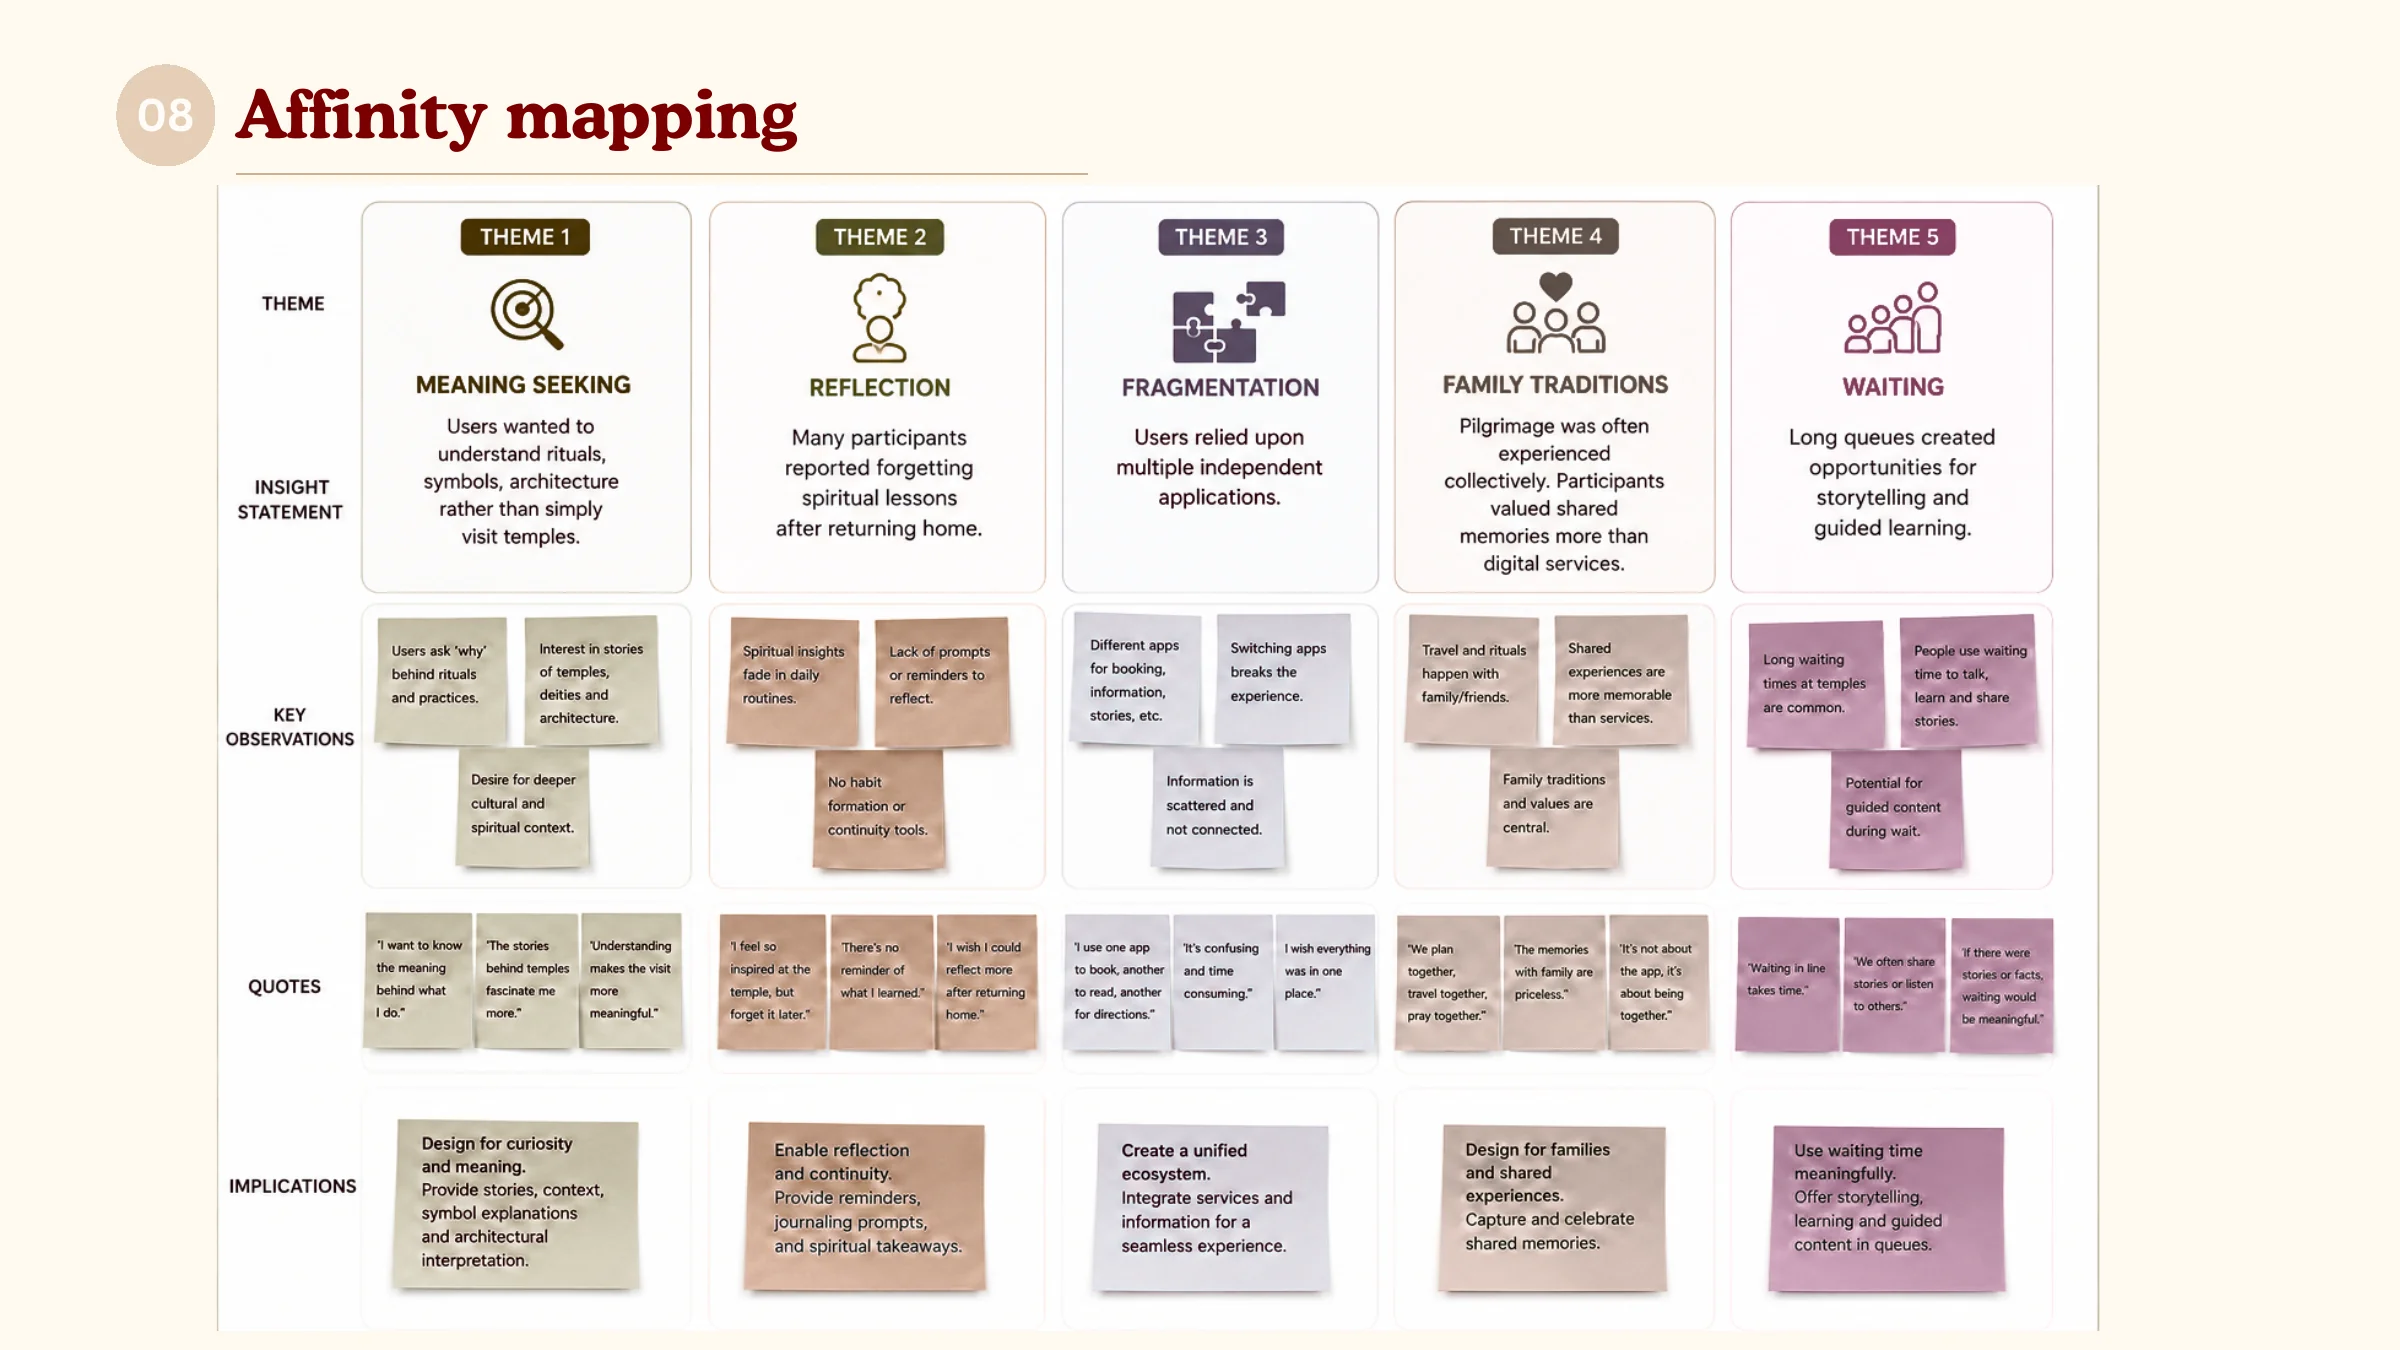 08
Affinity mapping
THEME
THEME 1
MEANING SEEKING
THEME 2
REFLECTION
THEME 3
FRAGMENTATION
THEME 4
FAMILY TRADITIONS
THEME 5
WAITING
INSIGHT
STATEMENT
Users wanted to
understand rituals,
symbols, architecture
rather than simply
visit temples.
Many participants
reported forgetting
spiritual lessons
after returning home.
Users relied upon
multiple independent
applications.
Pilgrimage was often
experienced
collectively. Participants
valued shared
memories more than
digital services.
Long queues created
opportunities for
storytelling and
guided learning.
KEY
OBSERVATIONS
Users ask 'why'
behind rituals
and practices.
Interest in stories
of temples,
deities and
architecture.
Desire for deeper
cultural and
spiritual context.
Spiritual insights
fade in daily
routines.
Lack of prompts
or reminders to
reflect.
No habit
formation or
continuity tools.
Different apps
for booking,
information,
stories, etc.
Switching apps
breaks the
experience.
Information is
scattered and
not connected.
Travel and rituals
happen with
family/friends.
Shared
experiences are
more memorable
than services.
Family traditions
and values are
central.
Long waiting
times at temples
are common.
People use waiting
time to talk,
learn and share
stories.
Potential for
guided content
during wait.
QUOTES
"I want to know
the meaning
behind what
I do."
"The stories
behind temples
fascinate me
more."
"Understanding
makes the visit
more
meaningful."
"I feel so
inspired at the
temple, but
forget it later."
"There's no
reminder of
what I learned."
"I wish I could
reflect more
after returning
home."
"I use one app
to book, another
to read, another
for directions."
"It's confusing
and time
consuming."
I wish everything
was in one
place."
"We plan
together,
travel together,
pray together."
"The memories
with family are
priceless."
"It's not about
the app, it's
about being
together."
"Waiting in line
takes time."
"We often share
stories or listen
to others."
"If there were
stories or facts,
waiting would
be meaningful."
IMPLICATIONS
Design for curiosity
and meaning.
Provide stories, context,
symbol explanations
and architectural
interpretation.
Enable reflection
and continuity.
Provide reminders,
journaling prompts,
and spiritual takeaways.
Create a unified
ecosystem.
Integrate services and
information for a
seamless experience.
Design for families
and shared
experiences.
Capture and celebrate
shared memories.
Use waiting time
meaningfully.
Offer storytelling,
learning and guided
content in queues.